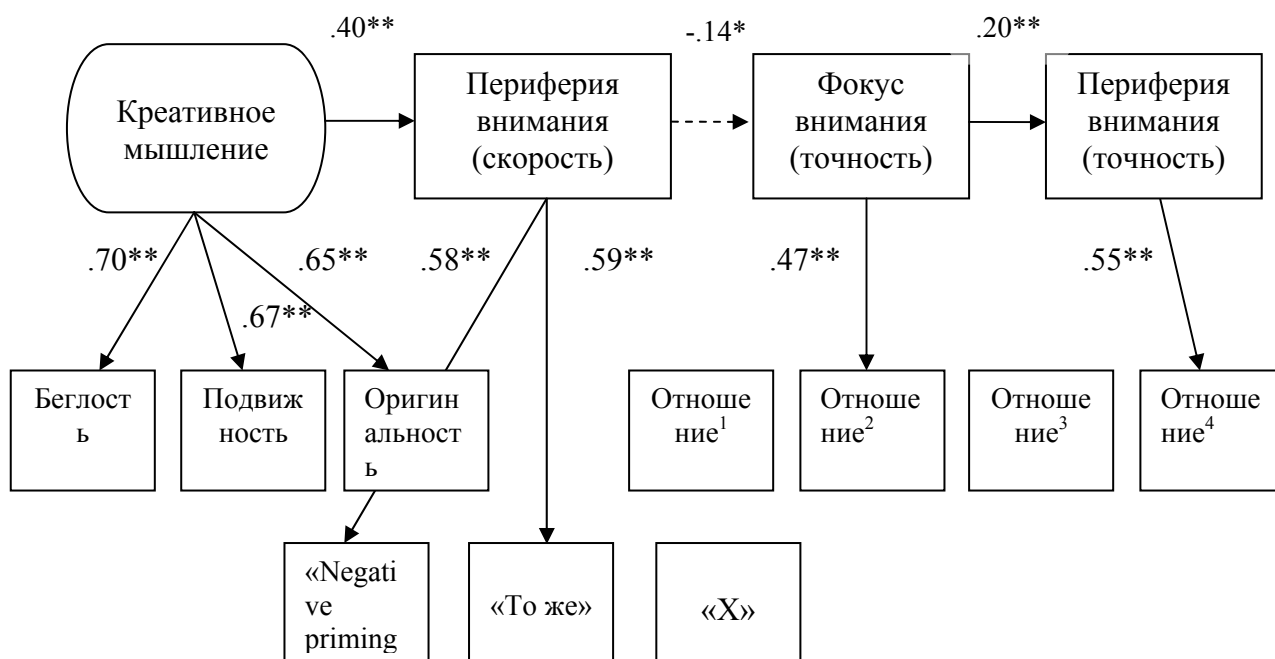 .40**
-.14*
.20**
Креативное
мышление
Периферия
внимания
(скорость)
Фокус
внимания
(точность)
Периферия
внимания
(точность)
.70**
.67**
.65**
.58**
.59**
.47**
.55**
Беглост
ь
Подвиж
ность
Оригин
альност
ь
Отноше
ние¹
Отноше
ние²
Отноше
ние³
Отноше
ние⁴
«Negati
ve
priming
«То же»
«X»